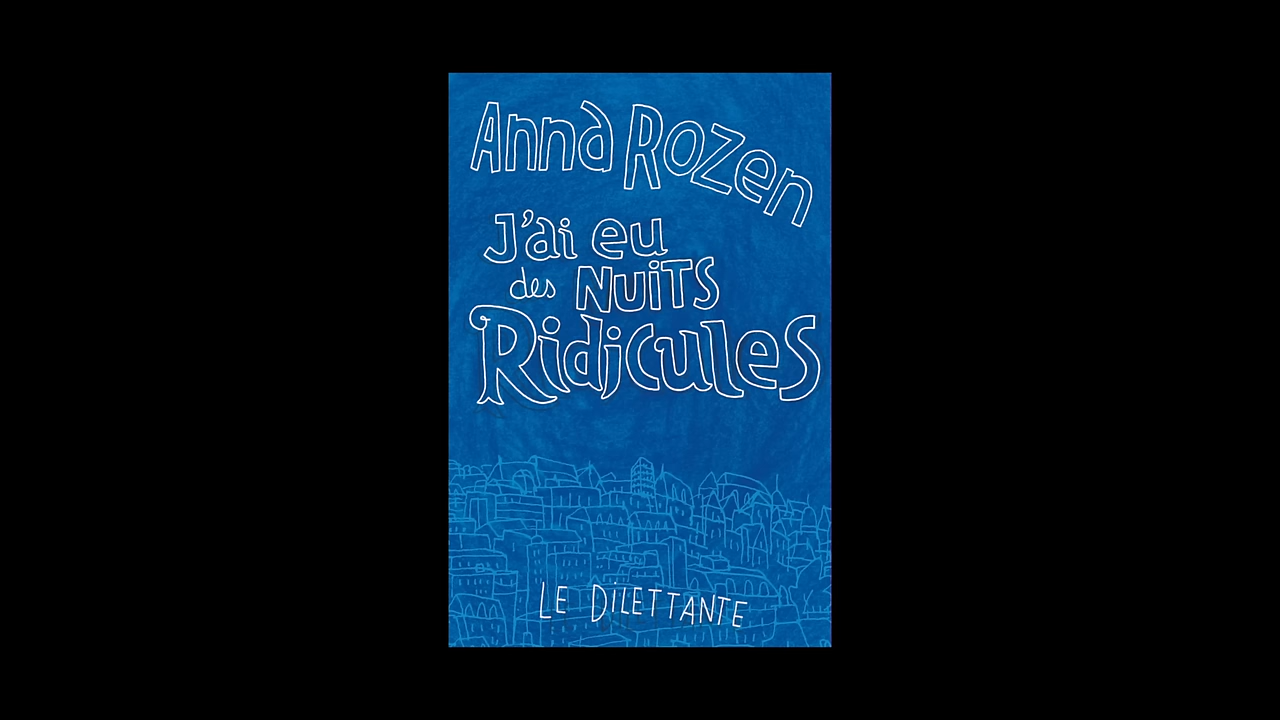 Anna Rozen
J'ai eu
des NUiTS
Ridicules
LE DiLETTANTE